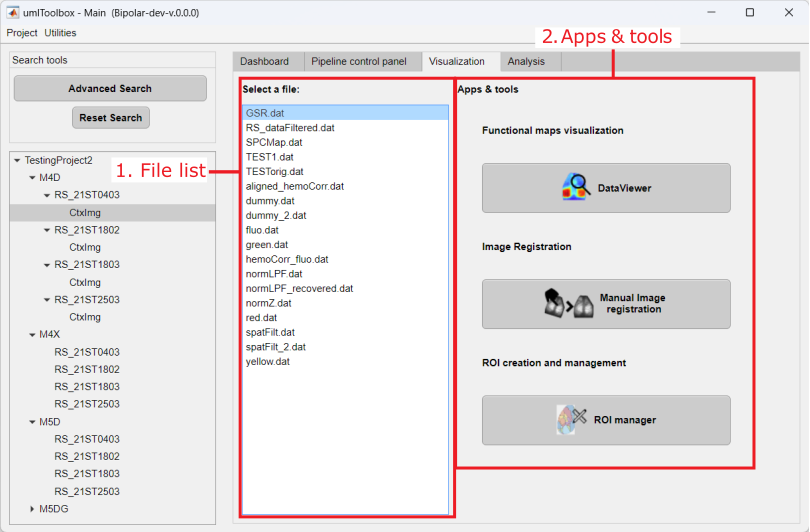 umIToolbox - Main (Bipolar-dev-v.0.0.0)
Project Utilities
2. Apps & tools
Search tools
Advanced Search
Reset Search
Dashboard Pipeline control panel Visualization Analysis
1. File list
TestingProject2
M4D
RS_21ST0403
CtxImg
RS_21ST1802
CtxImg
RS_21ST1803
CtxImg
RS_21ST2503
CtxImg
M4X
RS_21ST0403
RS_21ST1802
RS_21ST1803
RS_21ST2503
M5D
RS_21ST0403
RS_21ST1802
RS_21ST1803
RS_21ST2503
M5DG
Select a file:
GSR.dat
RS_dataFiltered.dat
SPCMap.dat
TEST1.dat
TESTorig.dat
aligned_hemoCorr.dat
dummy.dat
dummy_2.dat
fluo.dat
green.dat
hemoCorr_fluo.dat
normLPF.dat
normLPF_recovered.dat
normZ.dat
red.dat
spatFilt.dat
spatFilt_2.dat
yellow.dat
Apps & tools
Functional maps visualization
DataViewer
Image Registration
Manual Image
registration
ROI creation and management
ROI manager